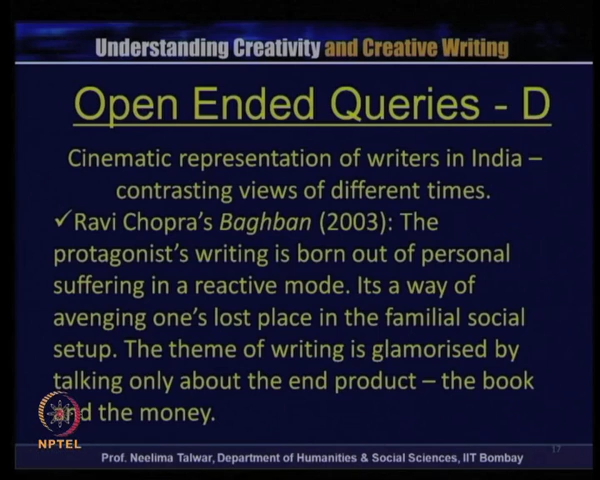 Understanding Creativity and Creative Writing
Open Ended Queries - D
Cinematic representation of writers in India –
contrasting views of different times.
✓Ravi Chopra's Baghban (2003): The
protagonist's writing is born out of personal
suffering in a reactive mode. Its a way of
avenging one's lost place in the familial social
setup. The theme of writing is glamorised by
talking only about the end product – the book
and the money.
NPTEL
17
Prof. Neelima Talwar, Department of Humanities & Social Sciences, IIT Bombay